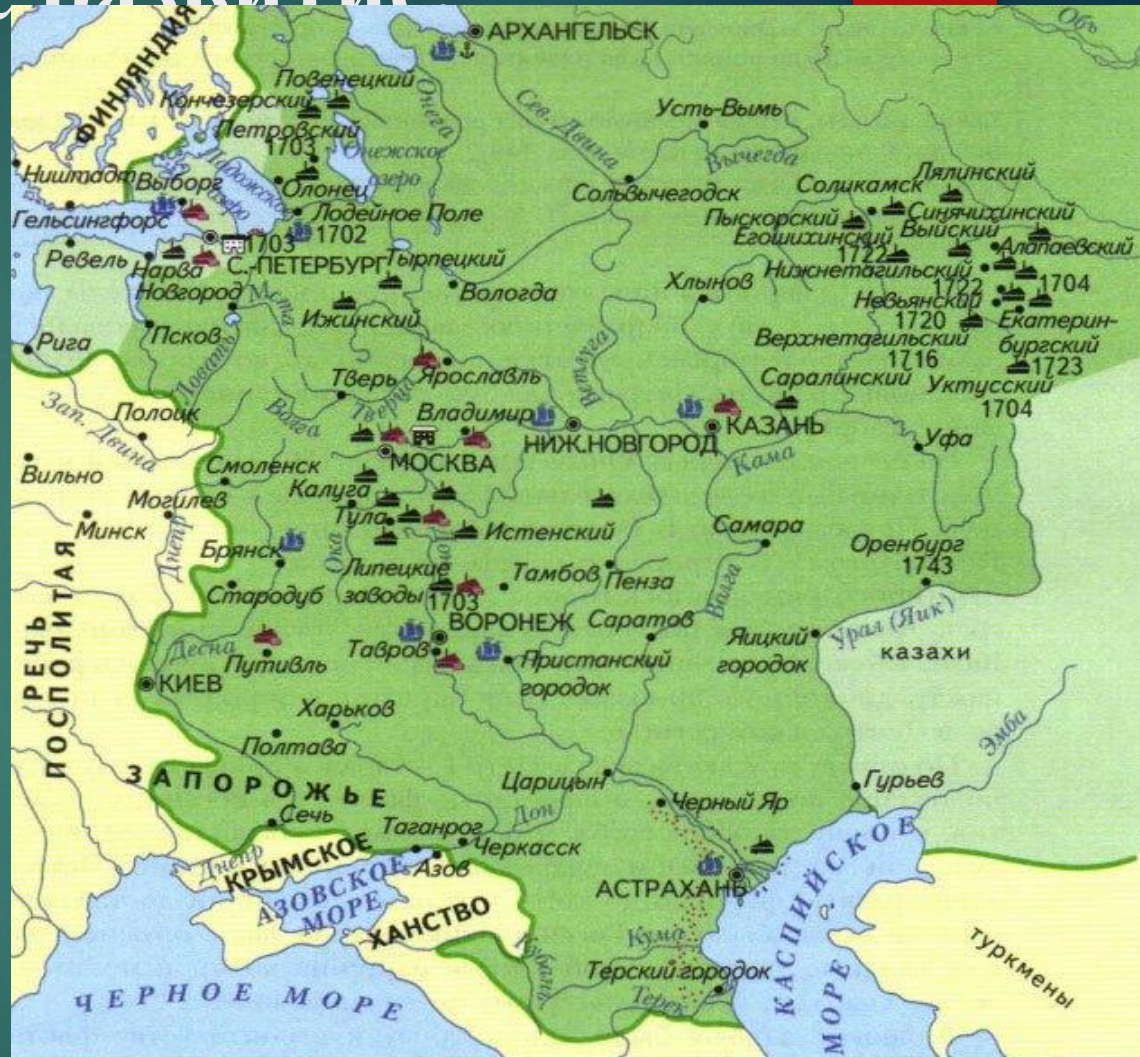 АРХАНГЕЛЬСК
Обь
ФИНЛЯНДИЯ
Повенецкий
Кончезерский
Петровский
1703
Онега
Сев. Двина
Усть-Вымь
Вычегда
Онежское
озеро
Ладожское
озеро
Ништадт
Выборг
Олонец
Сольвычегодск
Соликамск
Лялинский
Гельсингфорс
Лодейное Поле
1702
Пыскорский
Синячихинский
Егошихинский
1722
Выйский
Алапаевский
1704
Ревель
Нарва
1703
С.-ПЕТЕРБУРГ
Тырпецкий
Нижнетагильский
1722
Новгород
Мста
Вологда
Хлынов
Невьянский
1720
Ижинский
Екатерин-
бургский
1723
Псков
Рига
Ловать
Верхнетагильский
1716
Ветлуга
Тверь
Ярославль
Саралинский
Уктусский
1704
Зап. Двина
Полоцк
Волга
Тверца
Владимир
НИЖ.НОВГОРОД
КАЗАНЬ
Уфа
МОСКВА
Кама
Вильно
Смоленск
Калуга
Могилев
Минск
Днепр
Тула
Истенский
Самара
Брянск
Ока
Оренбург
1743
РЕЧЬ
ПОСПОЛИТАЯ
Стародуб
Липецкие
заводы
1703
Тамбов
Пенза
Волга
ВОРОНЕЖ
Саратов
Урал (Яик)
Десна
Путивль
Тавров
Пристанский
городок
Яицкий
городок
казахи
КИЕВ
Харьков
Полтава
Эмба
ЗАПОРОЖЬЕ
Царицын
Гурьев
Черный Яр
Сечь
Дон
Таганрог
Черкасск
Днепр
КРЫМСКОЕ
ХАНСТВО
Азов
АЗОВСКОЕ
МОРЕ
АСТРАХАНЬ
КАСПИЙСКОЕ
МОРЕ
Кубань
Кума
Терский городок
Терек
туркмены
ЧЕРНОЕ МОРЕ